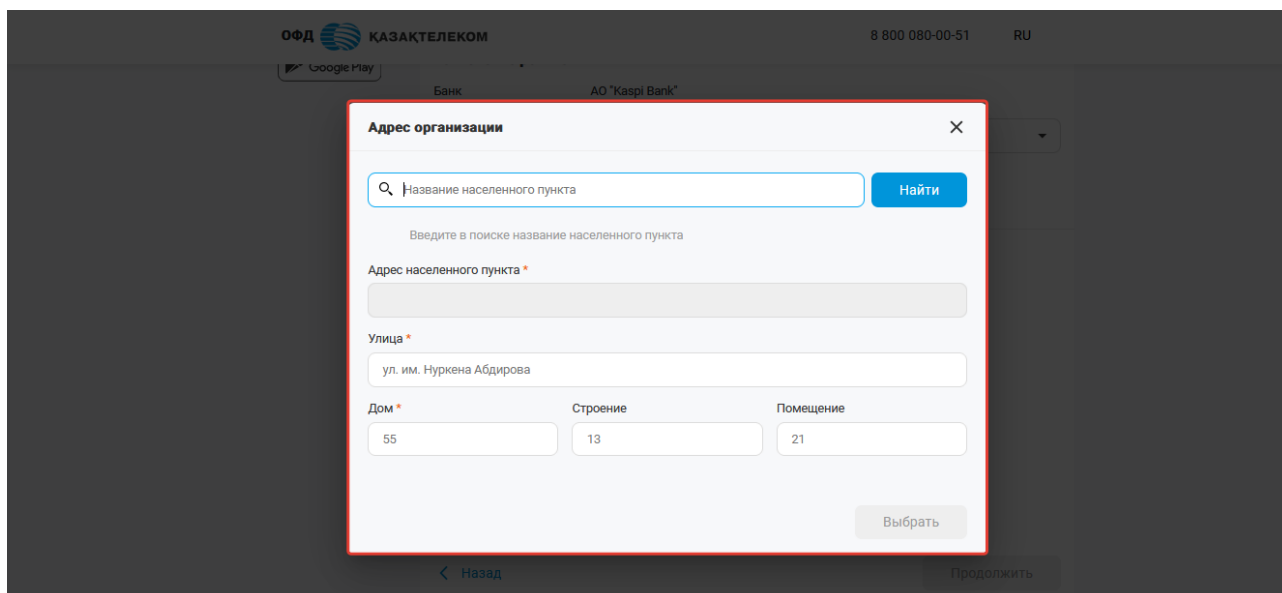 ОФД ҚАЗАҚТЕЛЕКОМ 8 800 080-00-51 RU
Google Play
Банк АО "Kaspi Bank"
Адрес организации
Название населенного пункта Найти
Введите в поиске название населенного пункта
Адрес населенного пункта *
Улица *
ул. им. Нуркена Абдирова
Дом * Строение Помещение
55 13 21
Выбрать
Назад Продолжить